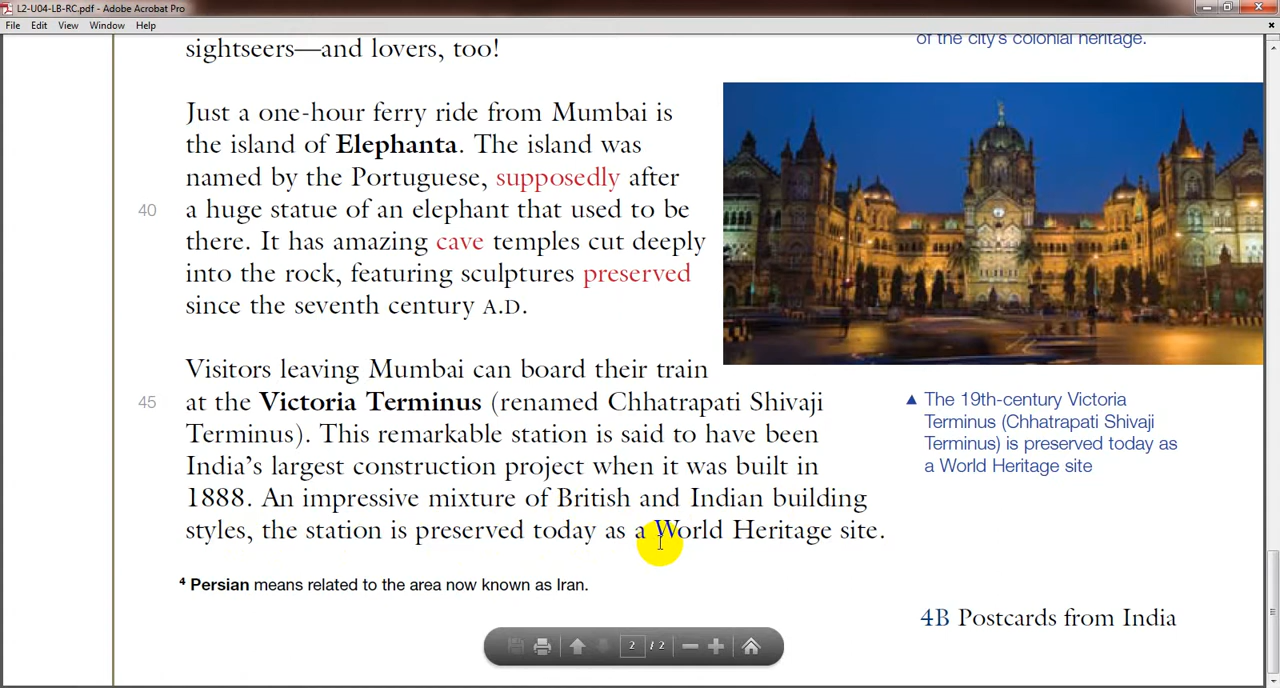 L2-U04-LB-RC.pdf - Adobe Acrobat Pro
File Edit View Window Help
sightseers—and lovers, too!
of the city's colonial heritage.
Just a one-hour ferry ride from Mumbai is
the island of Elephanta. The island was
named by the Portuguese, supposedly after
40 a huge statue of an elephant that used to be
there. It has amazing cave temples cut deeply
into the rock, featuring sculptures preserved
since the seventh century A.D.
Visitors leaving Mumbai can board their train
45 at the Victoria Terminus (renamed Chhatrapati Shivaji
Terminus). This remarkable station is said to have been
India's largest construction project when it was built in
1888. An impressive mixture of British and Indian building
styles, the station is preserved today as a World Heritage site.
▲ The 19th-century Victoria
Terminus (Chhatrapati Shivaji
Terminus) is preserved today as
a World Heritage site
4 Persian means related to the area now known as Iran.
4B Postcards from India
2 / 2